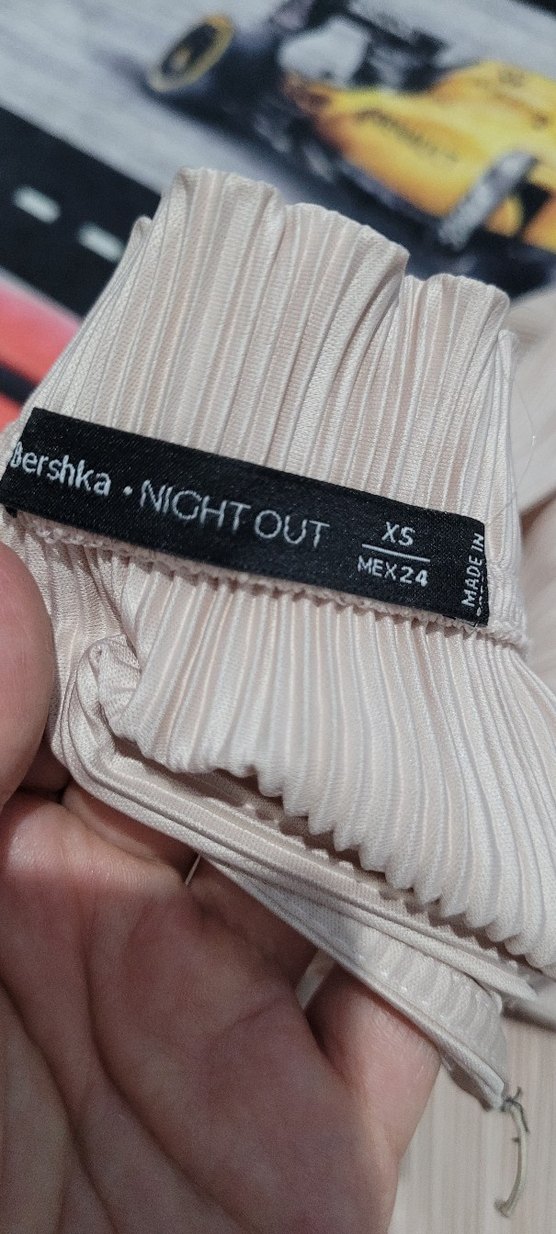 Bershka • NIGHT OUT
XS
MEX 24
MADE IN